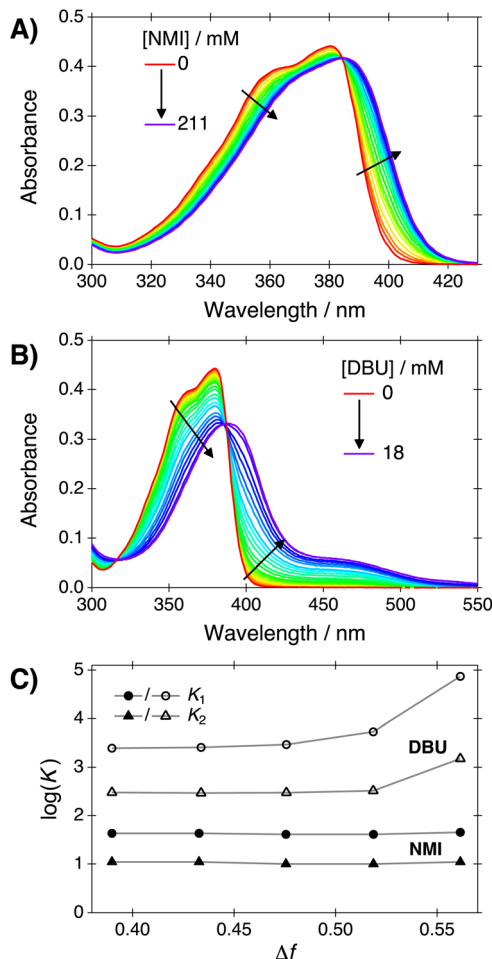 A)
[NMI] / mM
0
211
Absorbance
0.5
0.4
0.3
0.2
0.1
0.0
300 320 340 360 380 400 420
Wavelength / nm
B)
[DBU] / mM
0
18
Absorbance
0.5
0.4
0.3
0.2
0.1
0.0
300 350 400 450 500 550
Wavelength / nm
C)
/ K1
/ K2
DBU
NMI
log(K)
5
4
3
2
1
0
0.40 0.45 0.50 0.55
Δf